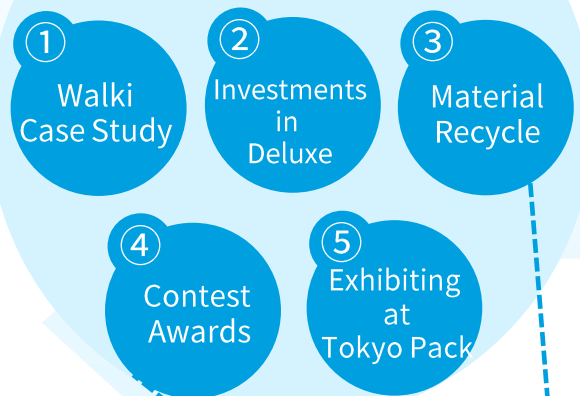 ①
Walki
Case Study
②
Investments
in
Deluxe
③
Material
Recycle
④
Contest
Awards
⑤
Exhibiting
at
Tokyo Pack